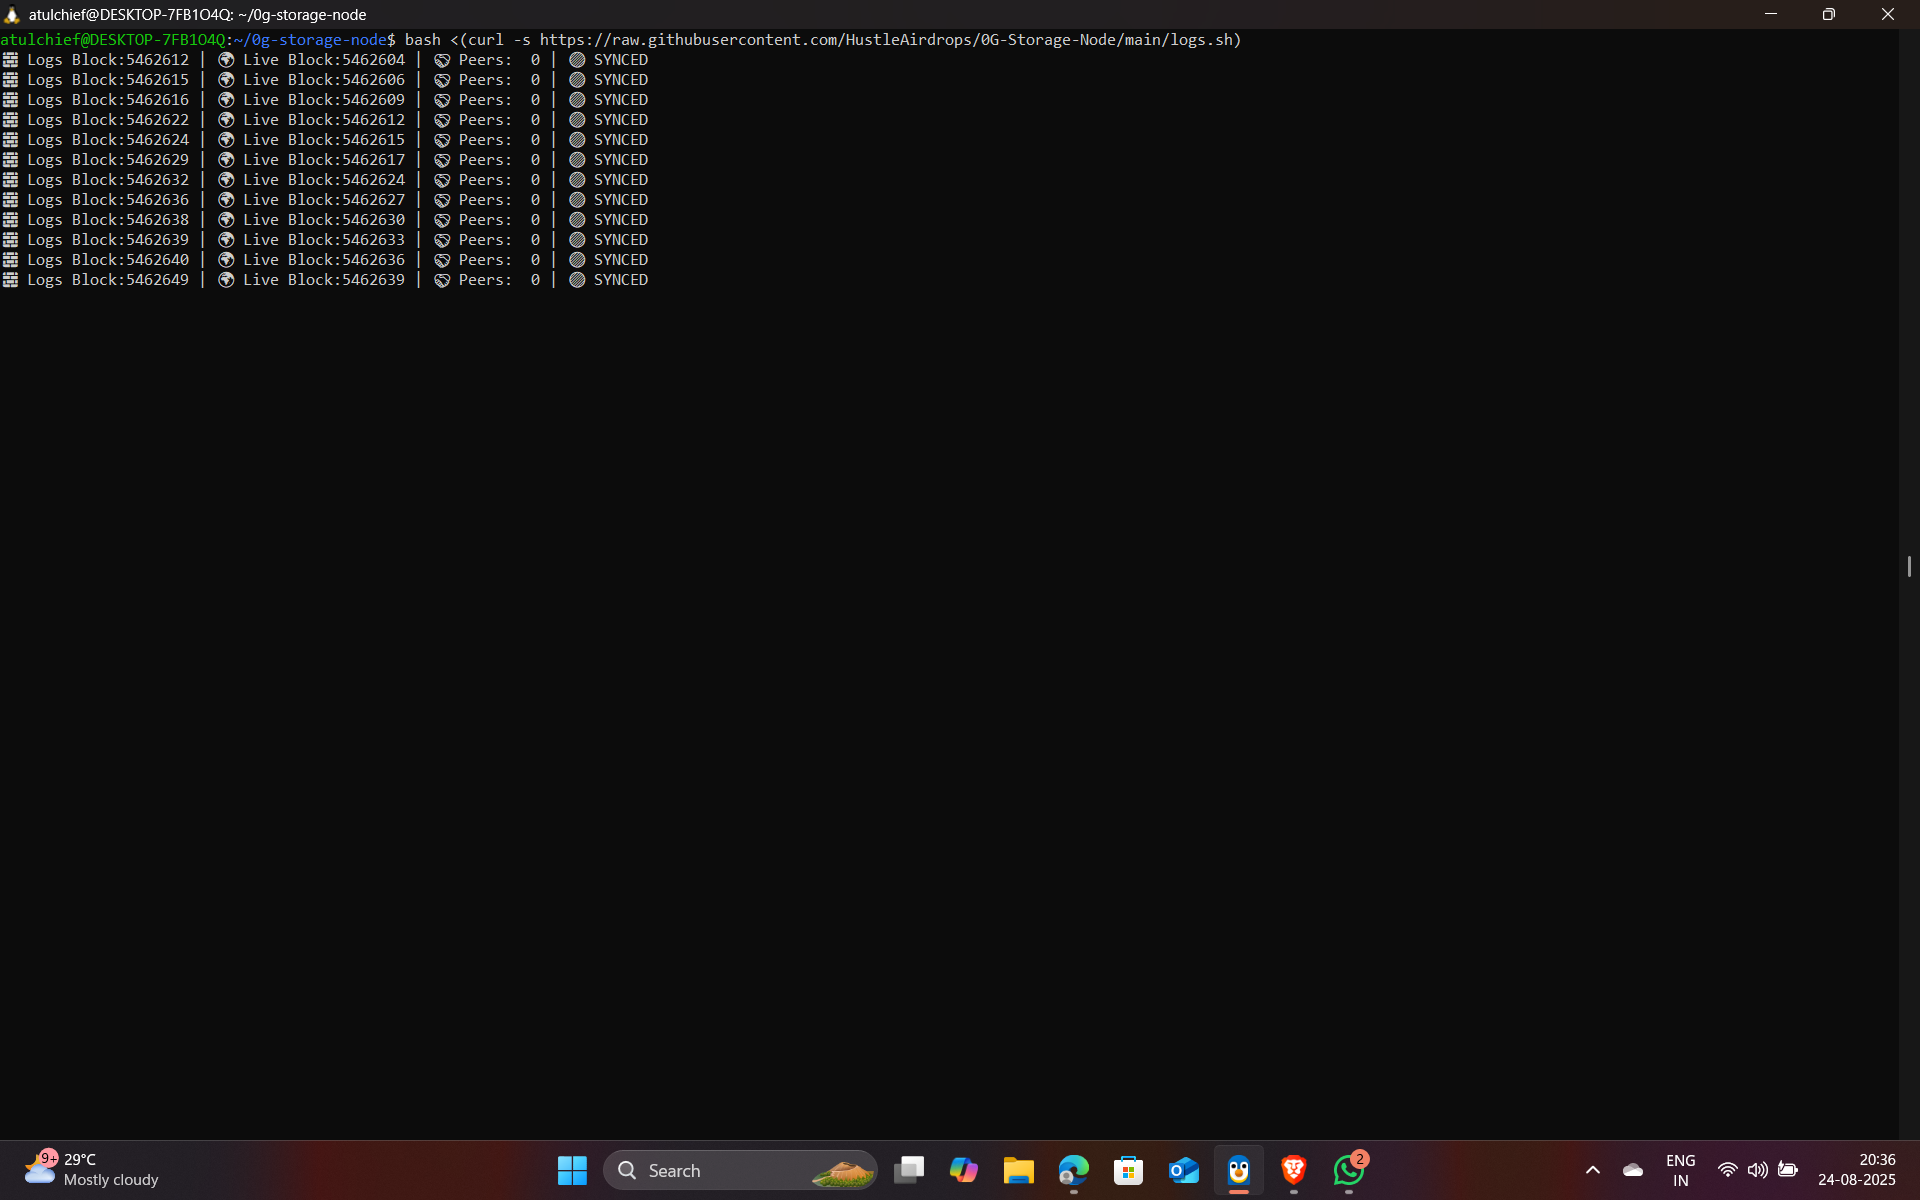 atulchief@DESKTOP-7FB1O4Q: ~/0g-storage-node
atulchief@DESKTOP-7FB1O4Q:~/0g-storage-node$ bash <(curl -s https://raw.githubusercontent.com/HustleAirdrops/0G-Storage-Node/main/logs.sh)
🧱 Logs Block:5462612 | 🌍 Live Block:5462604 | 🤝 Peers:  0 | SYNCED
🧱 Logs Block:5462615 | 🌍 Live Block:5462606 | 🤝 Peers:  0 | SYNCED
🧱 Logs Block:5462616 | 🌍 Live Block:5462609 | 🤝 Peers:  0 | SYNCED
🧱 Logs Block:5462622 | 🌍 Live Block:5462612 | 🤝 Peers:  0 | SYNCED
🧱 Logs Block:5462624 | 🌍 Live Block:5462615 | 🤝 Peers:  0 | SYNCED
🧱 Logs Block:5462629 | 🌍 Live Block:5462617 | 🤝 Peers:  0 | SYNCED
🧱 Logs Block:5462632 | 🌍 Live Block:5462624 | 🤝 Peers:  0 | SYNCED
🧱 Logs Block:5462636 | 🌍 Live Block:5462627 | 🤝 Peers:  0 | SYNCED
🧱 Logs Block:5462638 | 🌍 Live Block:5462630 | 🤝 Peers:  0 | SYNCED
🧱 Logs Block:5462639 | 🌍 Live Block:5462633 | 🤝 Peers:  0 | SYNCED
🧱 Logs Block:5462640 | 🌍 Live Block:5462636 | 🤝 Peers:  0 | SYNCED
🧱 Logs Block:5462649 | 🌍 Live Block:5462639 | 🤝 Peers:  0 | SYNCED
9+
29°C
Mostly cloudy
Search
2
ENG
IN
20:36
24-08-2025